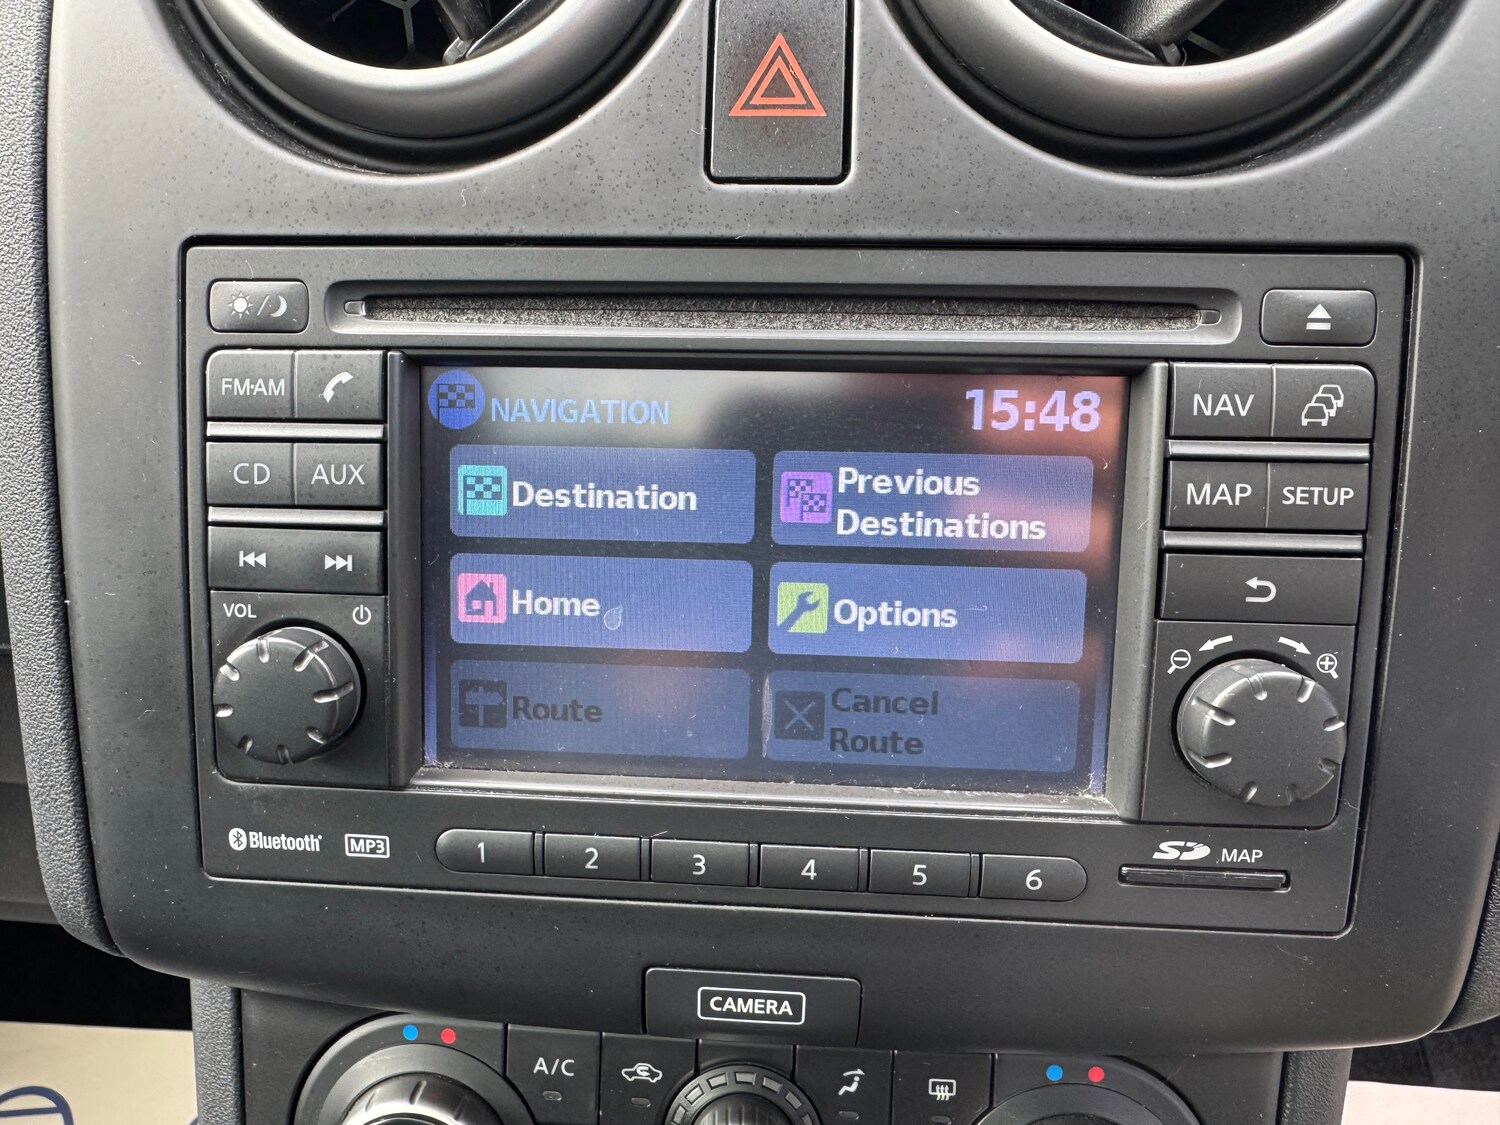 FM·AM
CD
AUX
VOL
NAVIGATION
15:48
Destination
Previous
Destinations
Home
Options
Route
Cancel
Route
NAV
MAP
SETUP
Bluetooth
MP3
1
2
3
4
5
6
SD
MAP
CAMERA
A/C